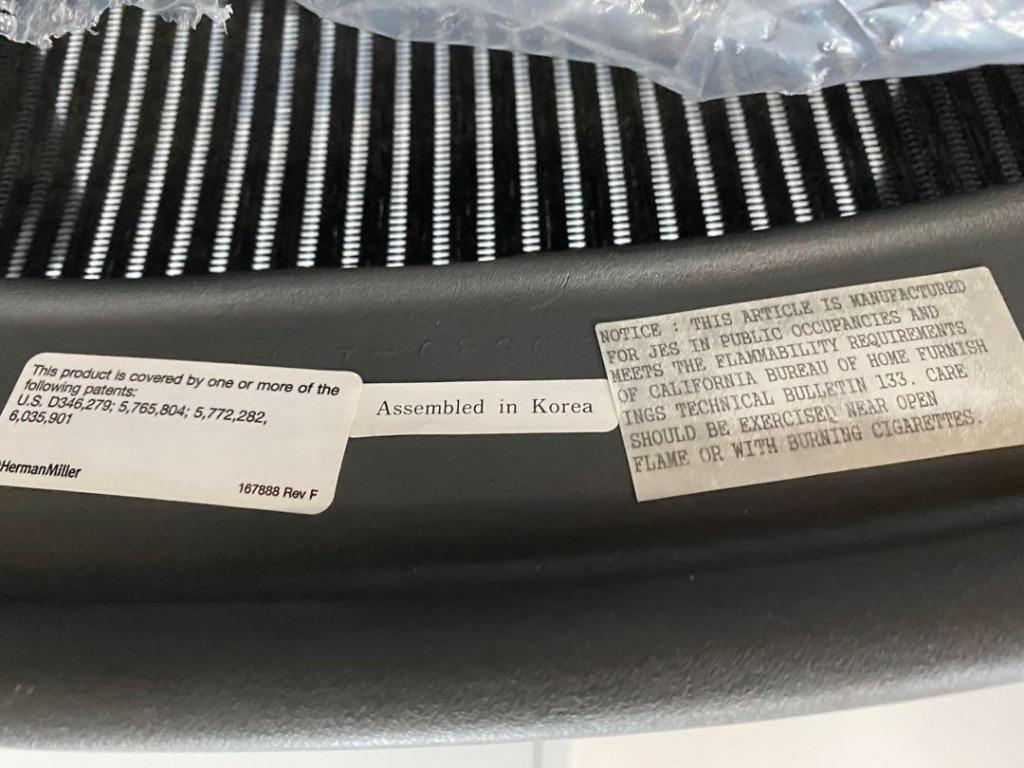 This product is covered by one or more of the
following patents:
U.S. D346,279; 5,765,804; 5,772,282,
6,035,901
HermanMiller
167888 Rev F
Assembled in Korea
NOTICE : THIS ARTICLE IS MANUFACTURED
FOR JES IN PUBLIC OCCUPANCIES AND
MEETS THE FLAMMABILITY REQUIREMENTS
OF CALIFORNIA BUREAU OF HOME FURNISH
INGS TECHNICAL BULLETIN 133. CARE
SHOULD BE EXERCISED NEAR OPEN
FLAME OR WITH BURNING CIGARETTES.